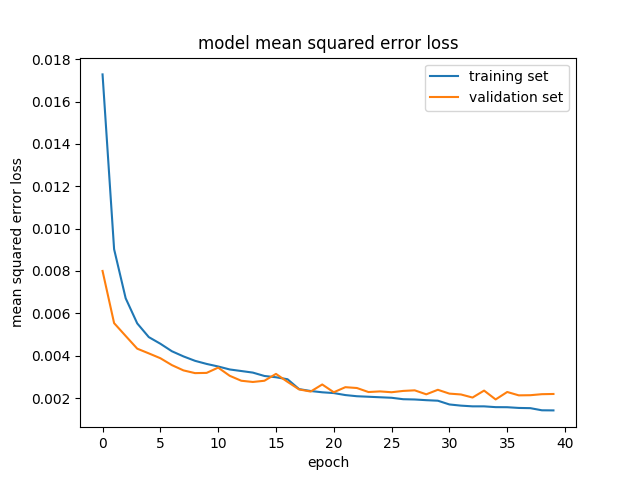 model mean squared error loss
training set
validation set
0.018
0.016
0.014
0.012
0.010
0.008
0.006
0.004
0.002
mean squared error loss
0 5 10 15 20 25 30 35 40
epoch